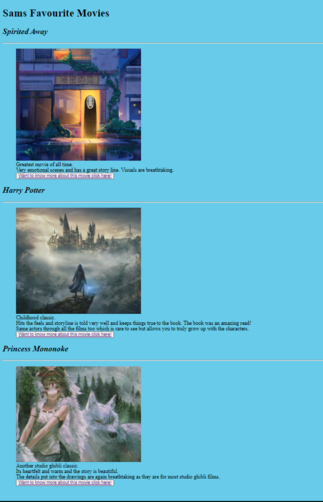 Sams Favourite Movies
Spirited Away
Greatest movie of all time.
Very emotional scenes and has a great story line. Visuals are breathtaking.
Want to know more about this movie click here!
Harry Potter
Childhood classic.
Hits the feels and storyline is told very well and keeps things true to the book. The book was an amazing read!
Same actors through all the films too which is rare to see but allows you to truly grow up with the characters.
Want to know more about this movie click here!
Princess Mononoke
Another studio ghibli classic.
Its heartfelt and warm and the story is beautiful.
The details put into the drawings are again breathtaking as they are for most studio ghibli films.
Want to know more about this movie click here!